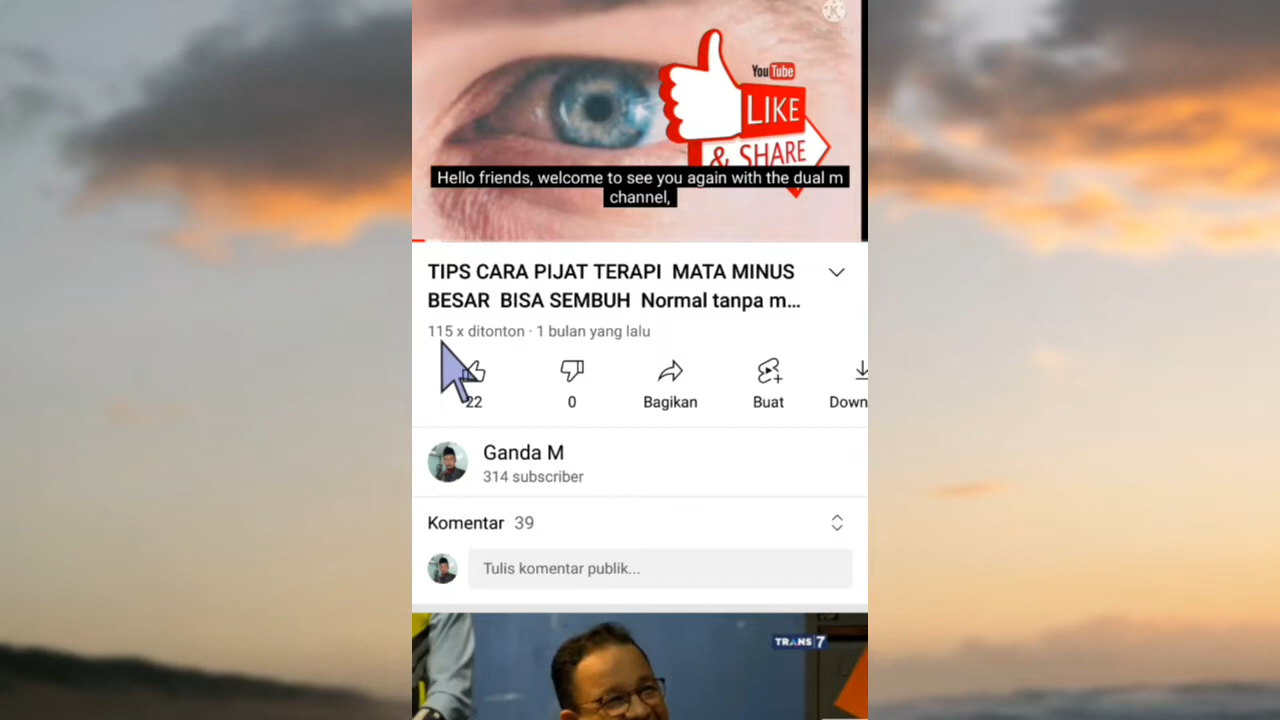 YouTube
LIKE
& SHARE
Hello friends, welcome to see you again with the dual m
channel,
TIPS CARA PIJAT TERAPI MATA MINUS
BESAR BISA SEMBUH Normal tanpa m...
115 x ditonton · 1 bulan yang lalu
22
0
Bagikan
Buat
Down
Ganda M
314 subscriber
Komentar 39
Tulis komentar publik...
TRANS 7